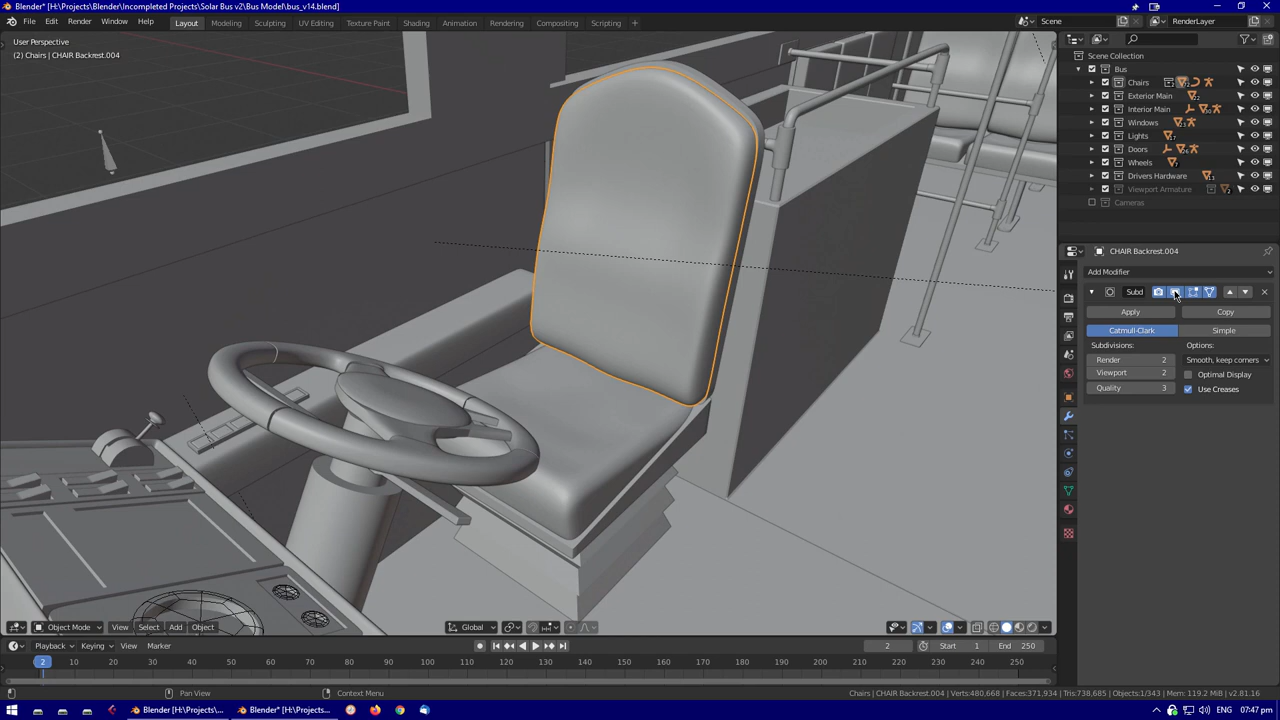 Blender* [H:\Projects\Blender\Incompleted Projects\Solar Bus v2\Bus Model\bus_v14.blend]
File Edit Render Window Help Layout Modeling Sculpting UV Editing Texture Paint Shading Animation Rendering Compositing Scripting Scene RenderLayer
User Perspective
(2) Chairs | CHAIR Backrest.004
Scene Collection
Bus
Chairs
Exterior Main
Interior Main
Windows
Lights
Doors
Wheels
Drivers Hardware
Viewport Armature
Cameras
CHAIR Backrest.004
Add Modifier
Subd
Apply Copy
Catmull-Clark Simple
Subdivisions: Options:
Render 2 Smooth, keep corners
Viewport 2 Optimal Display
Quality 3 Use Creases
Object Mode View Select Add Object Global
Playback Keying View Marker 2 Start 1 End 250
2 10 20 30 40 50 60 70 80 90 100 110 120 130 140 150 160 170 180 190 200 210 220 230 240 250
Pan View Context Menu Chairs | CHAIR Backrest.004 | Verts:480,668 | Faces:371,934 | Tris:738,685 | Objects:1/343 | Mem: 119.2 MiB | v2.81.16
Blender [H:\Projects\... Blender* [H:\Projects... ENG 07:47 pm